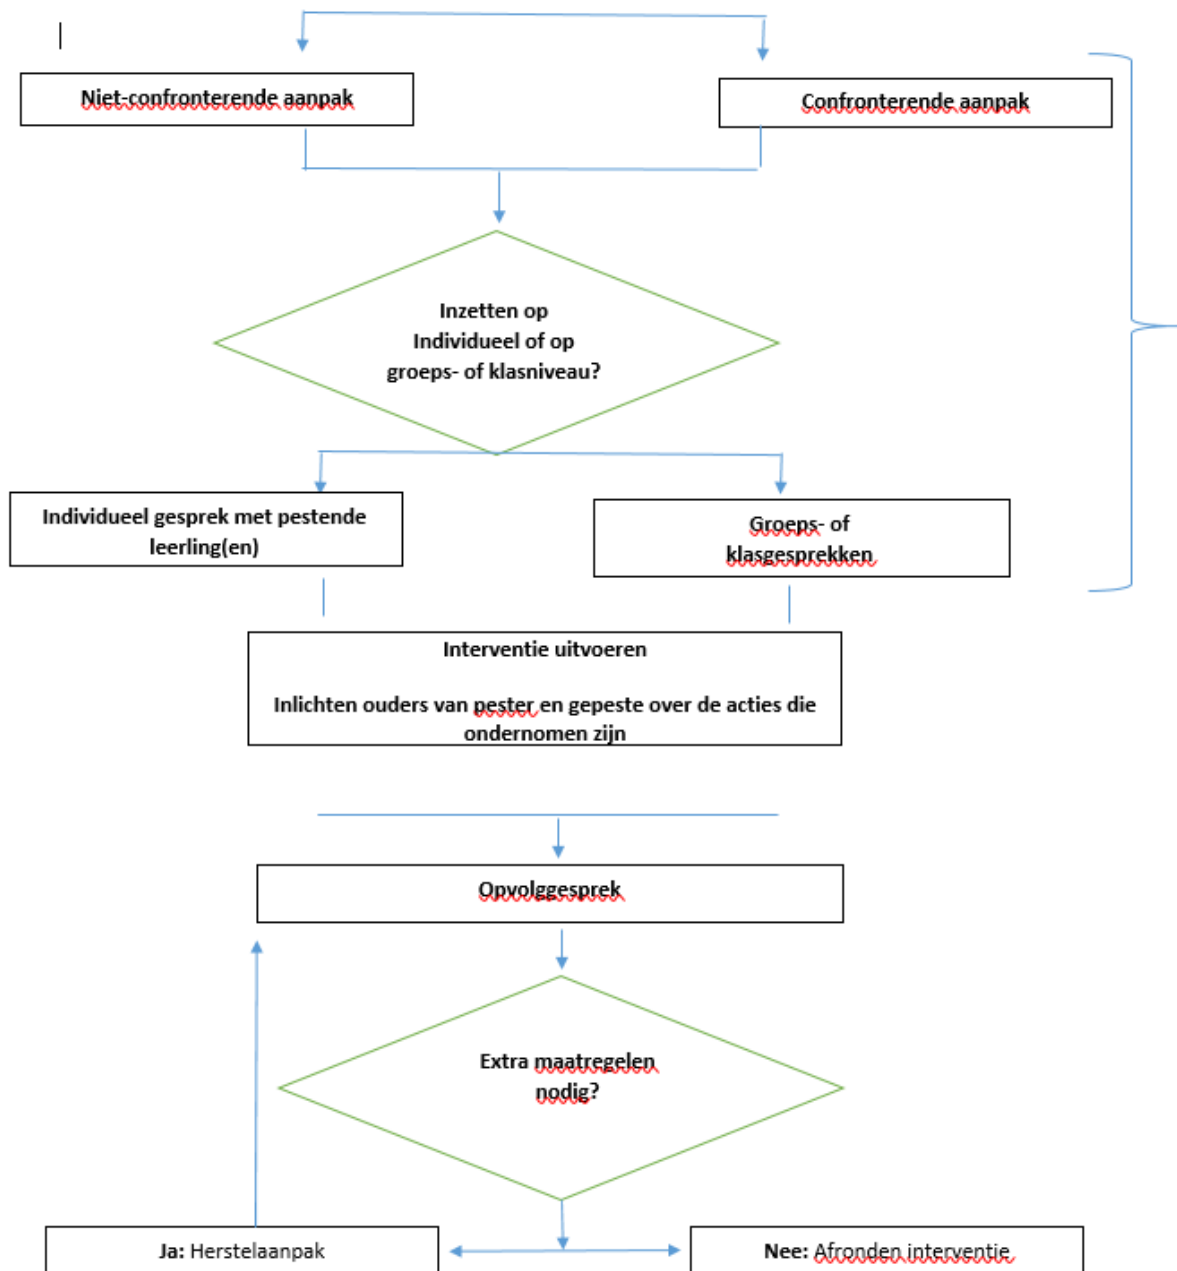 Niet-confronterende aanpak
Confronterende aanpak
Inzetten op
Individueel of op
groeps- of klasniveau?
Individueel gesprek met pestende
leerling(en)
Groeps- of
klasgesprekken
Interventie uitvoeren
Inlichten ouders van pester en gepeste over de acties die
ondernomen zijn
Opvolggesprek
Extra maatregelen
nodig?
Ja: Herstelaanpak
Nee: Afronden interventie